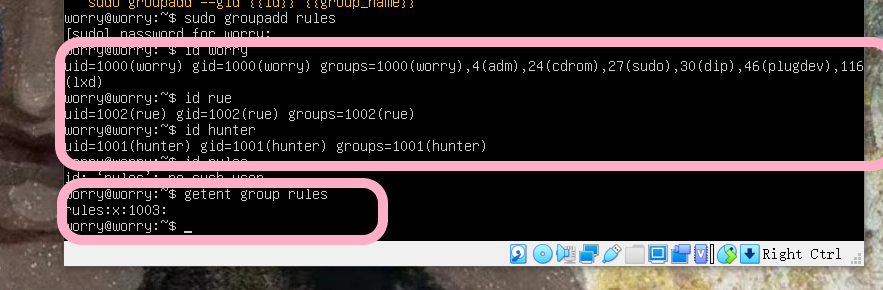 sudo groupadd --gid {{id}} {{group_name}}
worry@worry:~$ sudo groupadd rules
[sudo] password for worry:
worry@worry:~$ id worry
uid=1000(worry) gid=1000(worry) groups=1000(worry),4(adm),24(cdrom),27(sudo),30(dip),46(plugdev),116
(lxd)
worry@worry:~$ id rue
uid=1002(rue) gid=1002(rue) groups=1002(rue)
worry@worry:~$ id hunter
uid=1001(hunter) gid=1001(hunter) groups=1001(hunter)
worry@worry:~$ id rules
id: ‘rules’: no such user
worry@worry:~$ getent group rules
rules:x:1003:
worry@worry:~$ _
Right Ctrl